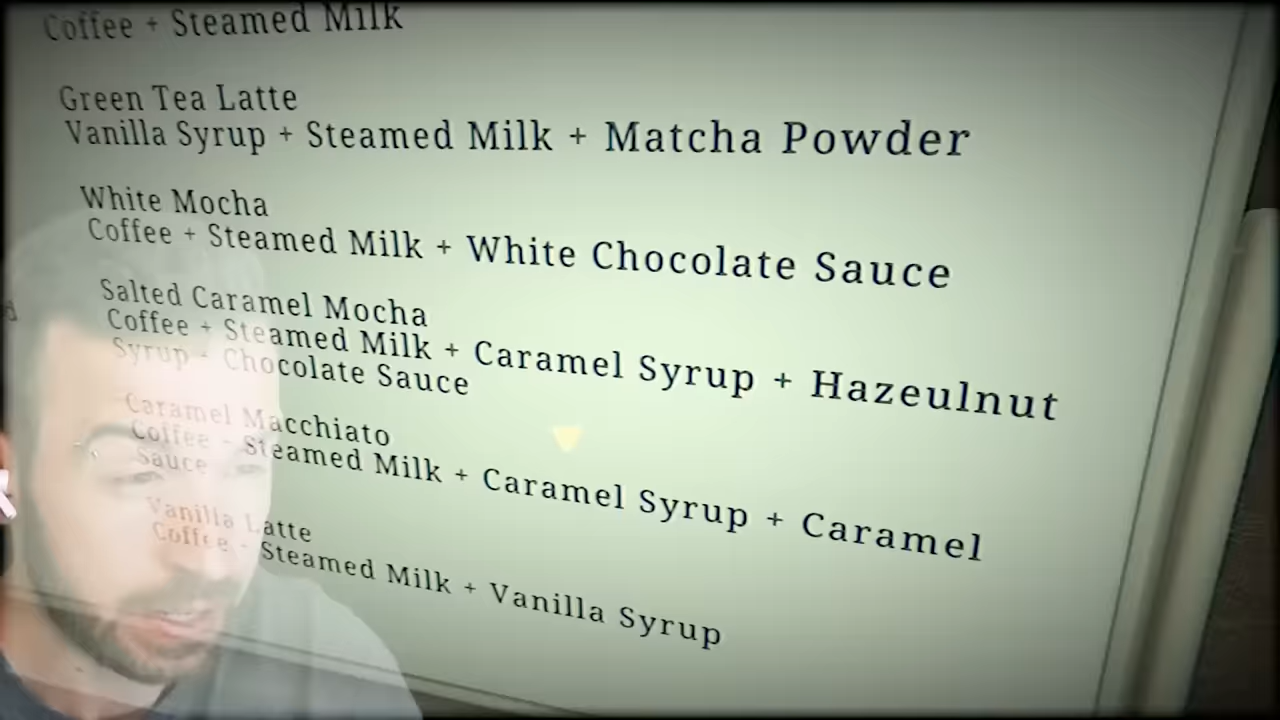 Coffee + Steamed Milk
Green Tea Latte
Vanilla Syrup + Steamed Milk + Matcha Powder
White Mocha
Coffee + Steamed Milk + White Chocolate Sauce
Salted Caramel Mocha
Coffee + Steamed Milk + Caramel Syrup + Hazeulnut
Syrup + Chocolate Sauce
Caramel Macchiato
Coffee + Steamed Milk + Caramel Syrup + Caramel
Sauce
Vanilla Latte
Coffee + Steamed Milk + Vanilla Syrup